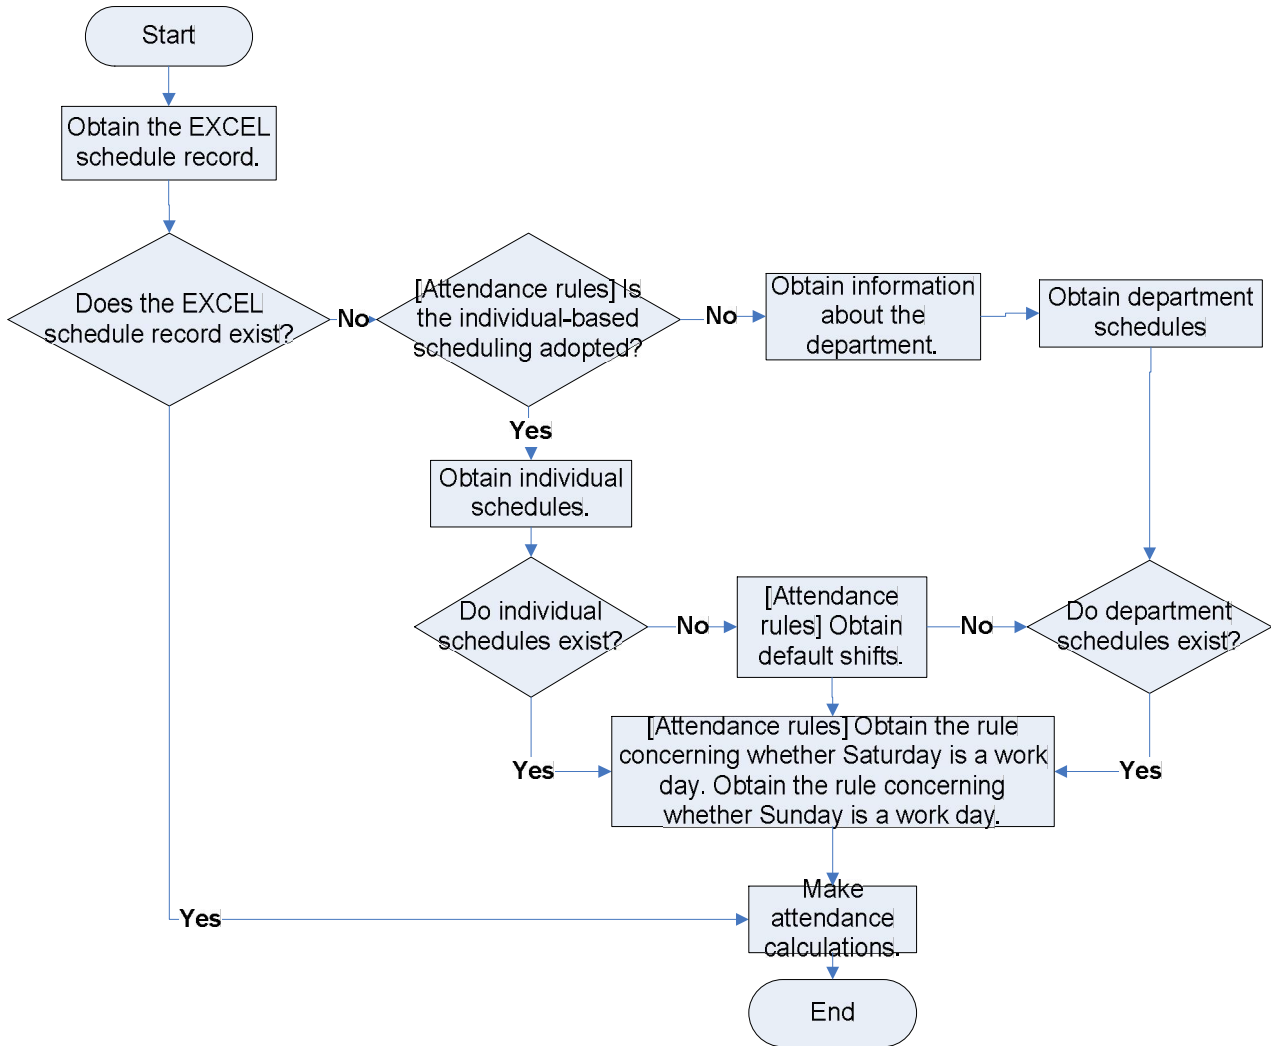 Start
Obtain the EXCEL
schedule record.
Does the EXCEL
schedule record exist?
No
[Attendance rules] Is
the individual-based
scheduling adopted?
No
Obtain information
about the
department.
Obtain department
schedules
Yes
Obtain individual
schedules.
Do individual
schedules exist?
No
[Attendance
rules] Obtain
default shifts.
No
Do department
schedules exist?
Yes
[Attendance rules] Obtain the rule
concerning whether Saturday is a work
day. Obtain the rule concerning
whether Sunday is a work day.
Yes
Yes
Make
attendance
calculations.
End